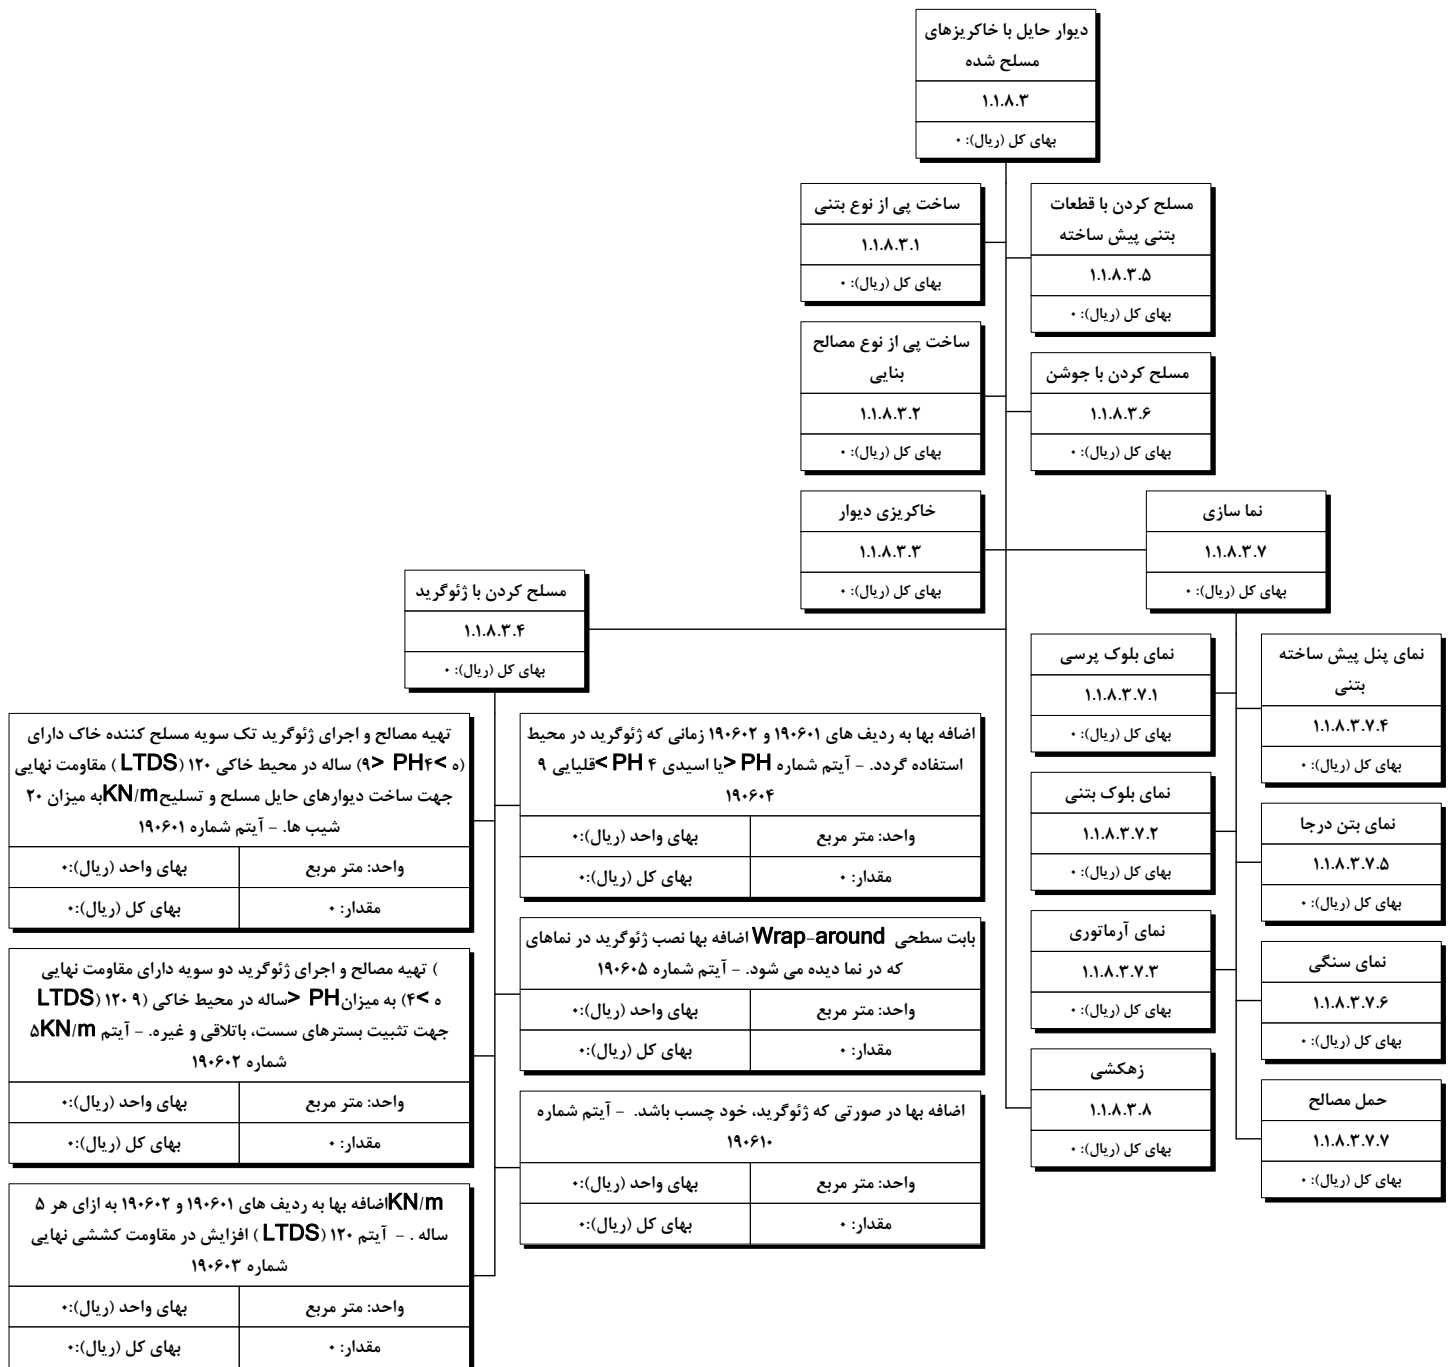 دیوار حایل با خاکریزهای
مسلح شده
۱.۱.۸.۳
بهای کل (ریال): ۰
مسلح کردن با قطعات
بتنی پیش ساخته
۱.۱.۸.۳.۵
بهای کل (ریال): ۰
ساخت پی از نوع بتنی
۱.۱.۸.۳.۱
بهای کل (ریال): ۰
مسلح کردن با جوشن
۱.۱.۸.۳.۶
بهای کل (ریال): ۰
ساخت پی از نوع مصالح
بنایی
۱.۱.۸.۳.۲
بهای کل (ریال): ۰
نما سازی
۱.۱.۸.۳.۷
بهای کل (ریال): ۰
خاکریزی دیوار
۱.۱.۸.۳.۳
بهای کل (ریال): ۰
مسلح کردن با ژئوگرید
۱.۱.۸.۳.۴
بهای کل (ریال): ۰
نمای پنل پیش ساخته
بتنی
۱.۱.۸.۳.۷.۴
بهای کل (ریال): ۰
نمای بلوک پرسی
۱.۱.۸.۳.۷.۱
بهای کل (ریال): ۰
نمای بتن درجا
۱.۱.۸.۳.۷.۵
بهای کل (ریال): ۰
نمای بلوک بتنی
۱.۱.۸.۳.۷.۲
بهای کل (ریال): ۰
نمای سنگی
۱.۱.۸.۳.۷.۶
بهای کل (ریال): ۰
نمای آرماتوری
۱.۱.۸.۳.۷.۳
بهای کل (ریال): ۰
حمل مصالح
۱.۱.۸.۳.۷.۷
بهای کل (ریال): ۰
زهکشی
۱.۱.۸.۳.۸
بهای کل (ریال): ۰
اضافه بها به ردیف های ۱۹۰۶۰۱ و ۱۹۰۶۰۲ زمانی که ژئوگرید در محیط
قلیایی ۹< PH یا اسیدی ۴ >PH استفاده گردد. - آیتم شماره
۱۹۰۶۰۴
واحد: متر مربع
بهای واحد (ریال):۰
مقدار: ۰
بهای کل (ریال):۰
اضافه بها نصب ژئوگرید در نماهای Wrap-around بابت سطحی
که در نما دیده می شود. - آیتم شماره ۱۹۰۶۰۵
واحد: متر مربع
بهای واحد (ریال):۰
مقدار: ۰
بهای کل (ریال):۰
اضافه بها در صورتی که ژئوگرید، خود چسب باشد. - آیتم شماره
۱۹۰۶۱۰
واحد: متر مربع
بهای واحد (ریال):۰
مقدار: ۰
بهای کل (ریال):۰
تهیه مصالح و اجرای ژئوگرید تک سویه مسلح کننده خاک دارای
مقاومت نهایی ( LTDS) ۱۲۰ ساله در محیط خاکی (۹> PH۴< ه)
به میزان ۲۰ KN/m جهت ساخت دیوارهای حایل مسلح و تسلیح
شیب ها. - آیتم شماره ۱۹۰۶۰۱
واحد: متر مربع
بهای واحد (ریال):۰
مقدار: ۰
بهای کل (ریال):۰
تهیه مصالح و اجرای ژئوگرید دو سویه دارای مقاومت نهایی (
LTDS) ۱۲۰ ساله در محیط خاکی (۹> PH ۴< ه) به میزان
۵KN/m جهت تثبیت بسترهای سست، باتلاقی و غیره. - آیتم
شماره ۱۹۰۶۰۲
واحد: متر مربع
بهای واحد (ریال):۰
مقدار: ۰
بهای کل (ریال):۰
اضافه بها به ردیف های ۱۹۰۶۰۱ و ۱۹۰۶۰۲ به ازای هر ۵ KN/m
افزایش در مقاومت کششی نهایی ( LTDS) ۱۲۰ ساله . - آیتم
شماره ۱۹۰۶۰۳
واحد: متر مربع
بهای واحد (ریال):۰
مقدار: ۰
بهای کل (ریال):۰